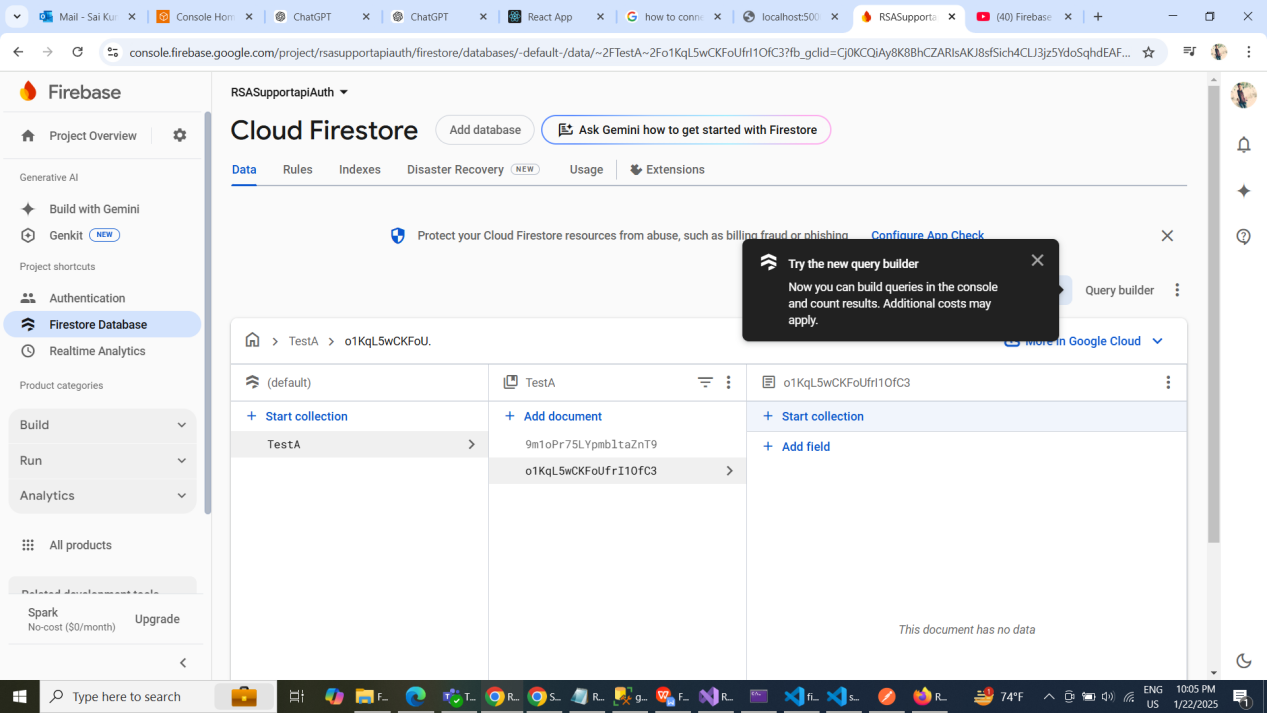 Mail - Sai Kur
Console Hom
ChatGPT
ChatGPT
React App
how to conne
localhost:500
RSASupporta
(40) Firebase
console.firebase.google.com/project/rsasupportapiauth/firestore/databases/-default-/data/~2FTestA~2Fo1KqL5wCKFoUfrI1OfC3?fb_gclid=Cj0KCQiAy8K8BhCZARIsAKJ8sfSich4CLJ3jz5YdoSqhdEAF...
Firebase
RSASupportapiAuth
Project Overview
Cloud Firestore
Add database
Ask Gemini how to get started with Firestore
Data
Rules
Indexes
Disaster Recovery NEW
Usage
Extensions
Generative AI
Build with Gemini
Genkit NEW
Project shortcuts
Authentication
Firestore Database
Realtime Analytics
Product categories
Build
Run
Analytics
All products
Related development tools
Spark
No-cost ($0/month)
Upgrade
Protect your Cloud Firestore resources from abuse, such as billing fraud or phishing
Configure App Check
Try the new query builder
Now you can build queries in the console
and count results. Additional costs may
apply.
Query builder
TestA
o1KqL5wCKFoU.
More in Google Cloud
(default)
TestA
o1KqL5wCKFoUfrI1OfC3
Start collection
Add document
Start collection
TestA
9m1oPr75LYpmbltaZnT9
Add field
o1KqL5wCKFoUfrI1OfC3
This document has no data
Type here to search
F...
T...
R...
S...
R...
g...
F...
R...
fi...
s...
R...
74°F
ENG
US
10:05 PM
1/22/2025
1